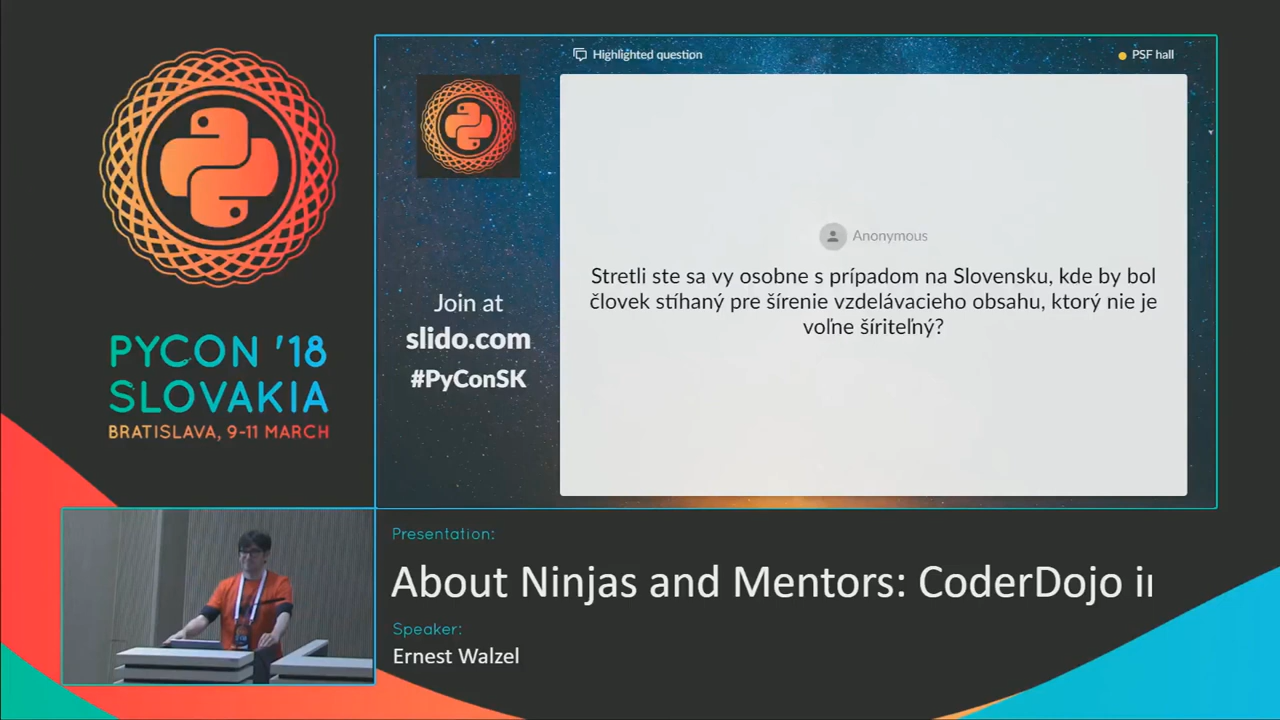 PYCON '18
SLOVAKIA
BRATISLAVA, 9-11 MARCH
Highlighted question
PSF hall
Join at
slido.com
#PyConSK
Anonymous
Stretli ste sa vy osobne s prípadom na Slovensku, kde by bol
človek stíhaný pre šírenie vzdelávacieho obsahu, ktorý nie je
voľne šíriteľný?
Presentation:
About Ninjas and Mentors: CoderDojo
Speaker:
Ernest Walzel